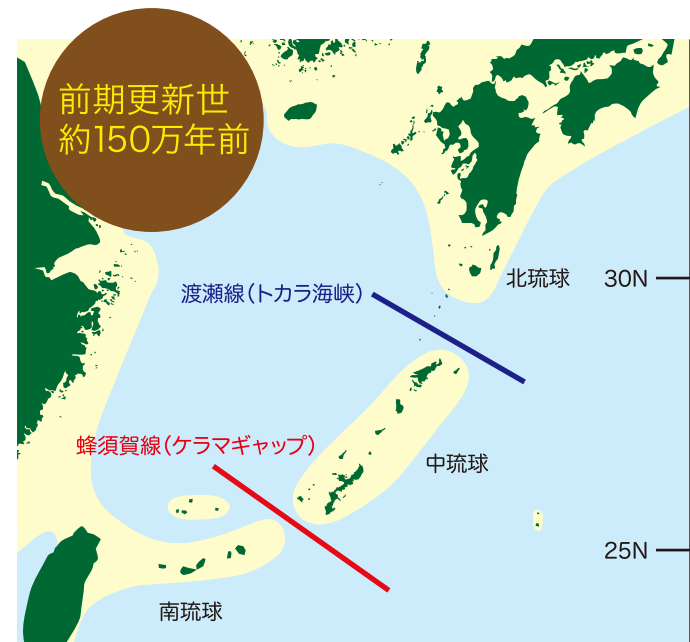 前期更新世
約150万年前
北琉球
30N
渡瀬線(トカラ海峡)
蜂須賀線(ケラマギャップ)
中琉球
25N
南琉球